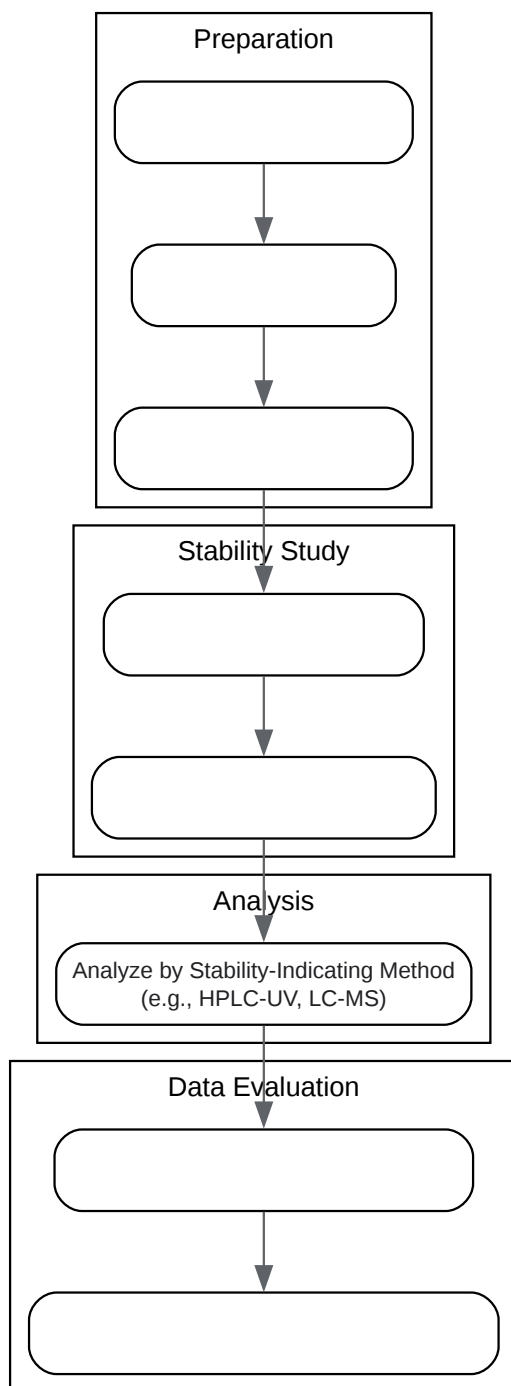 Preparation
Stability Study
Analysis
Analyze by Stability-Indicating Method
(e.g., HPLC-UV, LC-MS)
Data Evaluation